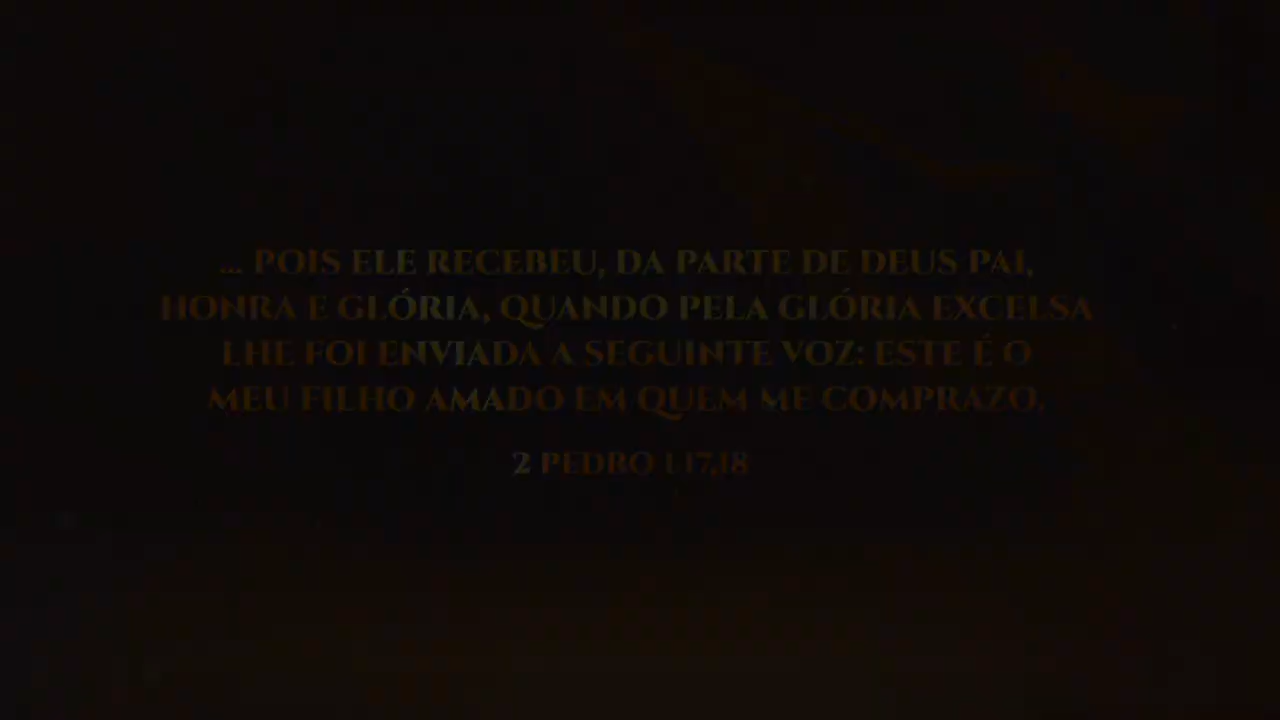 ... POIS ELE RECEBEU, DA PARTE DE DEUS PAI,
HONRA E GLÓRIA, QUANDO PELA GLÓRIA EXCELSA
LHE FOI ENVIADA A SEGUINTE VOZ: ESTE É O
MEU FILHO AMADO EM QUEM ME COMPRAZO.
2 PEDRO 1.17,18